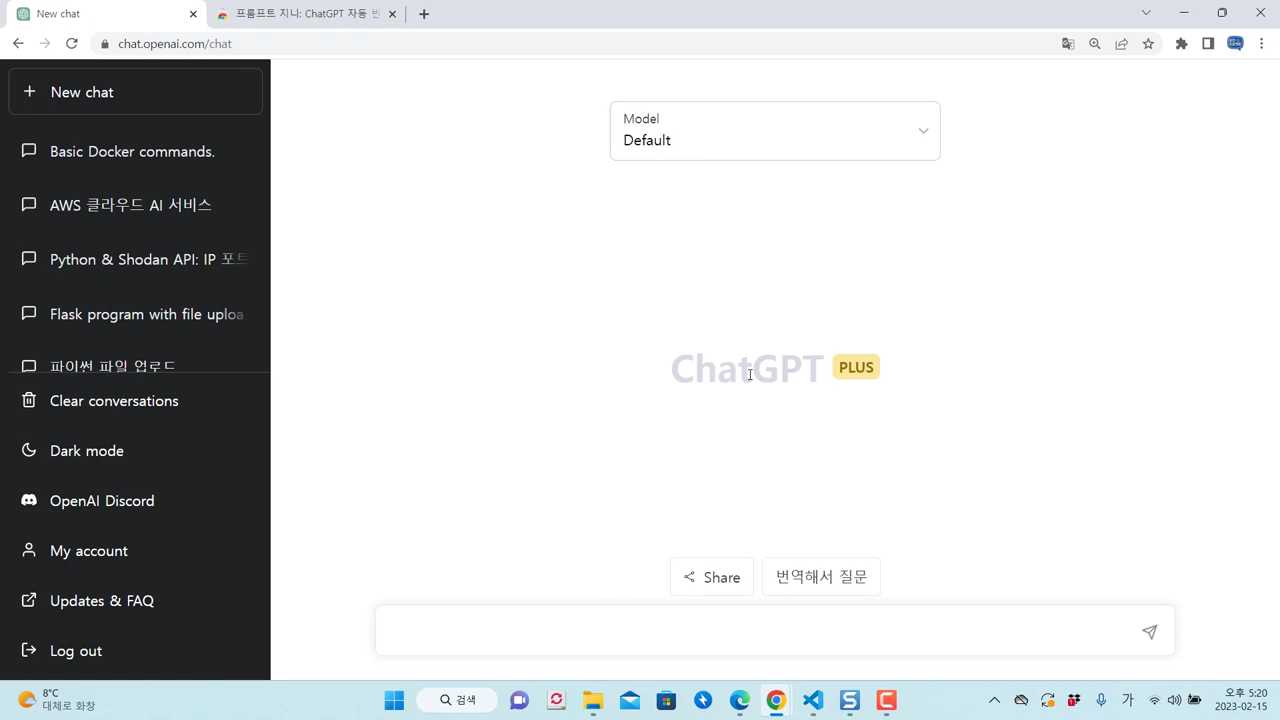 New chat
프롬프트 지니: ChatGPT 자동 번
chat.openai.com/chat
New chat
Basic Docker commands.
AWS 클라우드 AI 서비스
Python & Shodan API: IP 포트
Flask program with file uploa
파이썬 파일 업로드
Clear conversations
Dark mode
OpenAI Discord
My account
Updates & FAQ
Log out
Model
Default
ChatGPT PLUS
Share
번역해서 질문
8°C
대체로 화창
검색
가
오후 5:20
2023-02-15